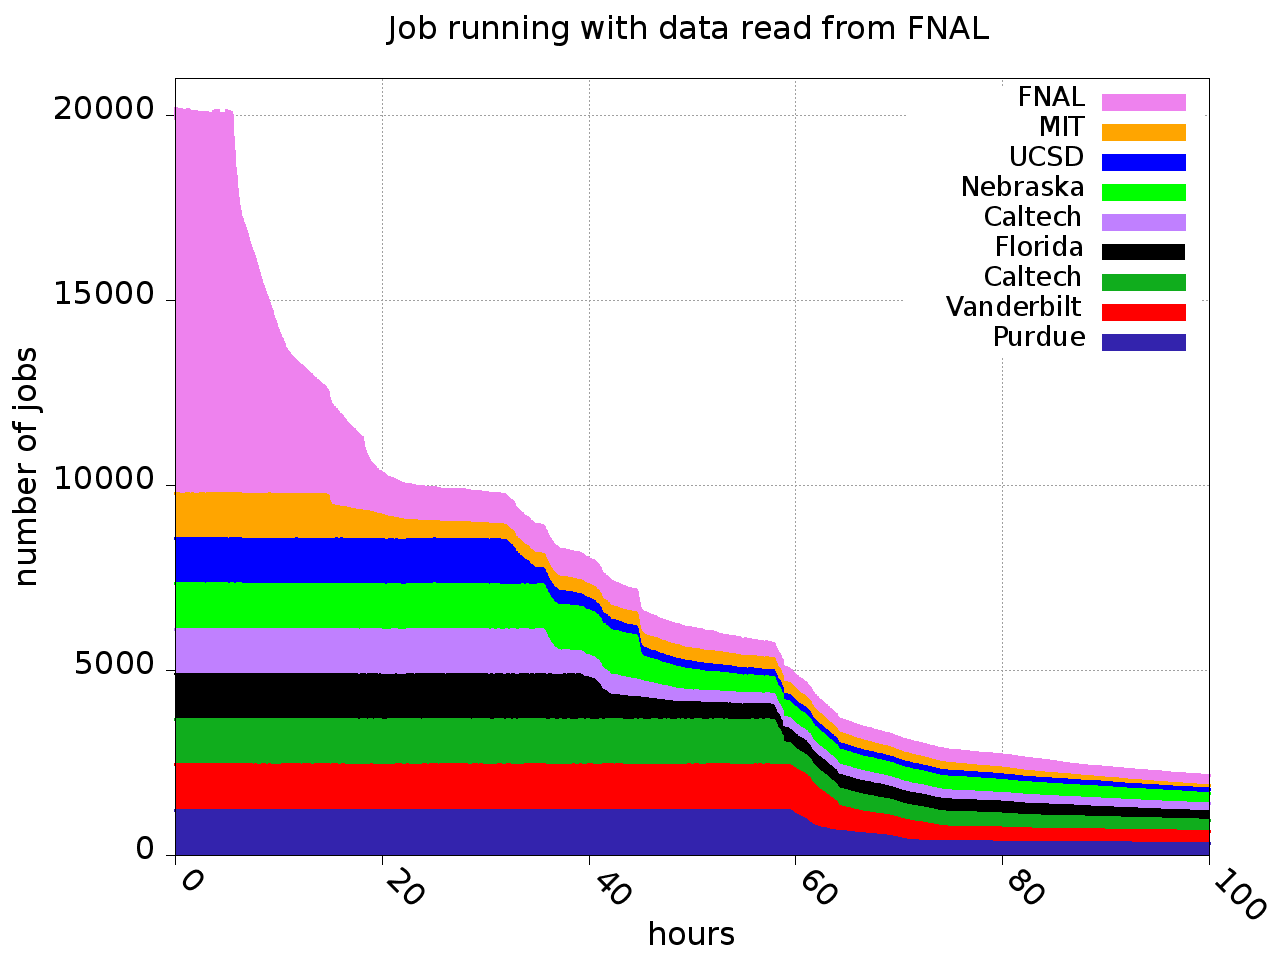 Job running with data read from FNAL
20000
15000
10000
5000
0
number of jobs
FNAL
MIT
UCSD
Nebraska
Caltech
Florida
Caltech
Vanderbilt
Purdue
0 20 40 60 80 100
hours